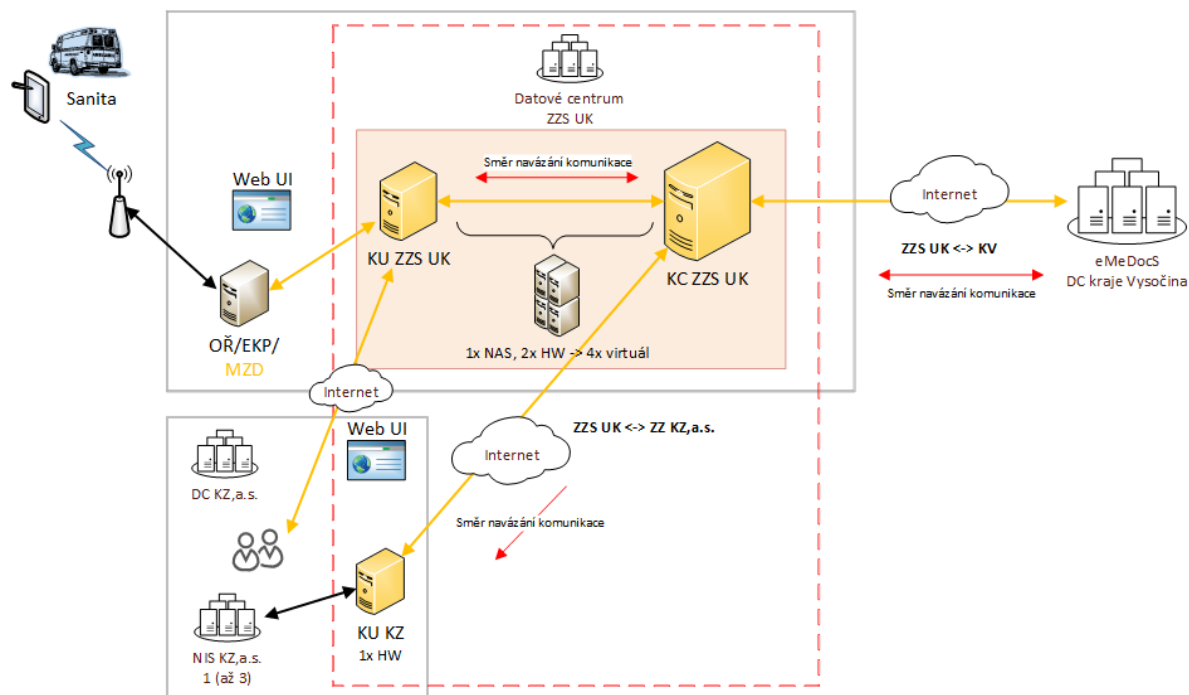 Sanita
Datové centrum
ZZS UK
Web UI
Směr navázání komunikace
KU ZZS UK
KC ZZS UK
Internet
ZZS UK <-> KV
Směr navázání komunikace
eMeDocS
DC kraje Vysočina
OŘ/EKP/
MZD
1x NAS, 2x HW -> 4x virtuál
Internet
Web UI
ZZS UK <-> ZZ KZ,a.s.
Internet
DC KZ,a.s.
Směr navázání komunikace
KU KZ
1x HW
NIS KZ,a.s.
1 (až 3)